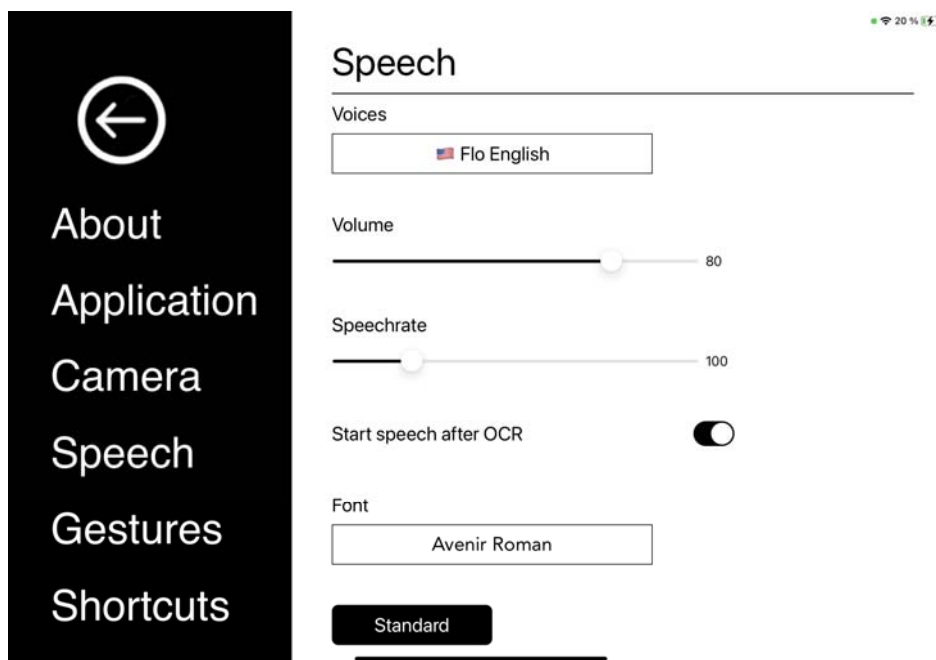 20 %
About
Application
Camera
Speech
Gestures
Shortcuts
Speech
Voices
🇺🇸 Flo English
Volume
80
Speechrate
100
Start speech after OCR
Font
Avenir Roman
Standard